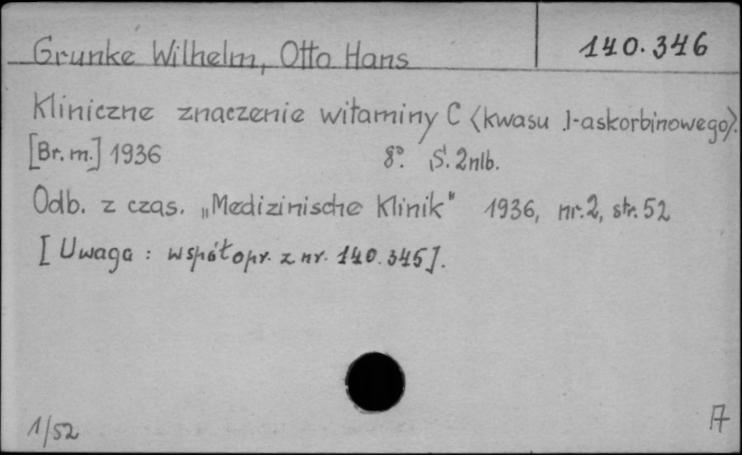 Grunke Wilhelm, Otto Hans 140.346
Kliniczne znaczenie witaminy C <kwasu l-askorbinowego>.
[Br. m.] 1936 8°. S. 2nlb.
Odb. z czas. „Medizinische Klinik" 1936, nr. 2, str. 52
[Uwaga : współopr. z nr. 140.345].
1/52 A